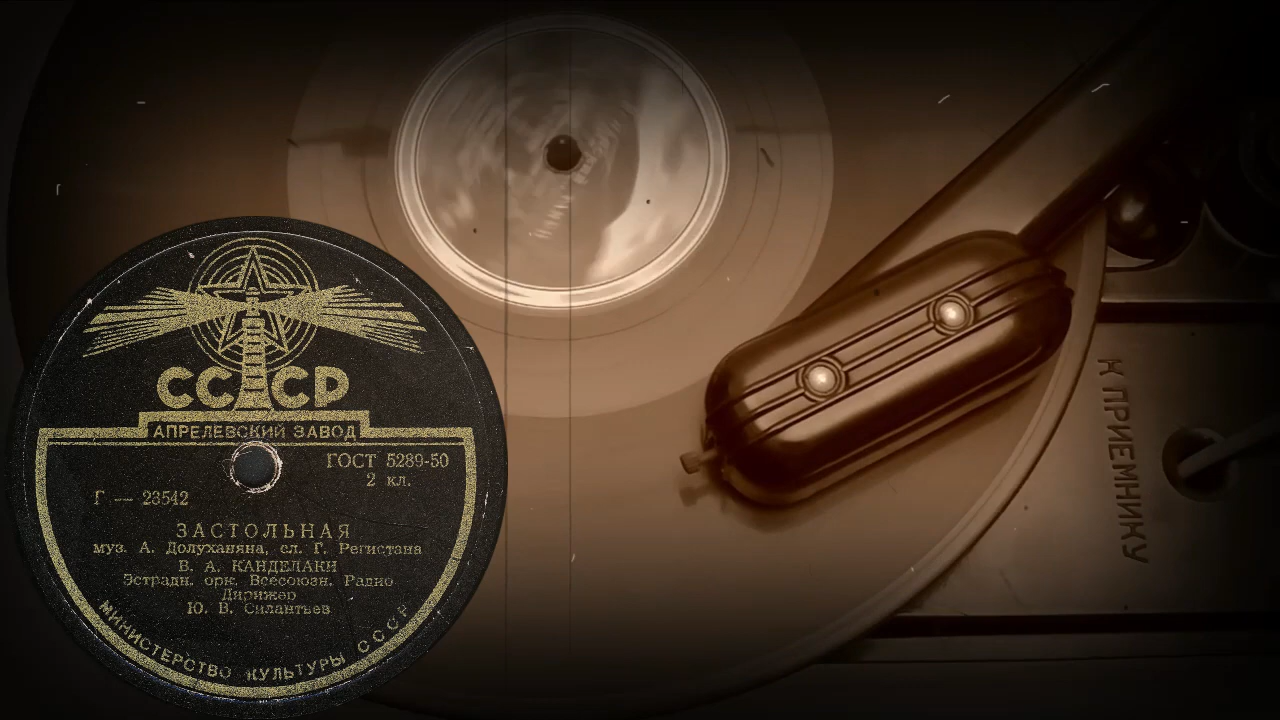 СССР
АПРЕЛЕВСКИЙ ЗАВОД
ГОСТ 5289-50
2 кл.
Г — 23542
ЗАСТОЛЬНАЯ
муз. А. Долуханяна, сл. Г. Регистана
В. А. КАНДЕЛАКИ
Эстрадн. орк. Всесоюзн. Радио
Дирижер
Ю. В. Силантьев
МИНИСТЕРСТВО КУЛЬТУРЫ СССР
К ПРИЕМНИКУ